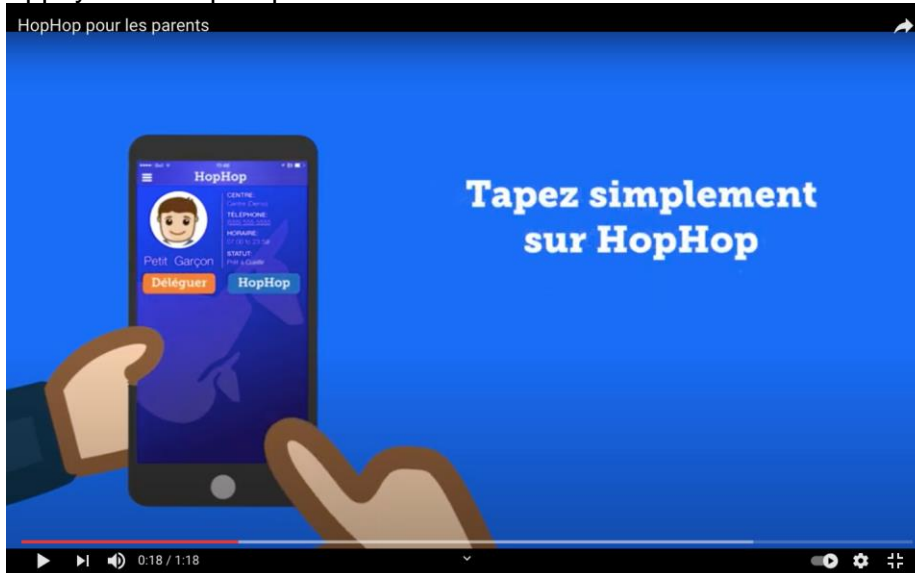 HopHop pour les parents
HopHop
CENTRE:
TÉLÉPHONE:
HORAIRE:
STATUT:
Petit Garçon
Déléguer
HopHop
Tapez simplement
sur HopHop
0:18 / 1:18